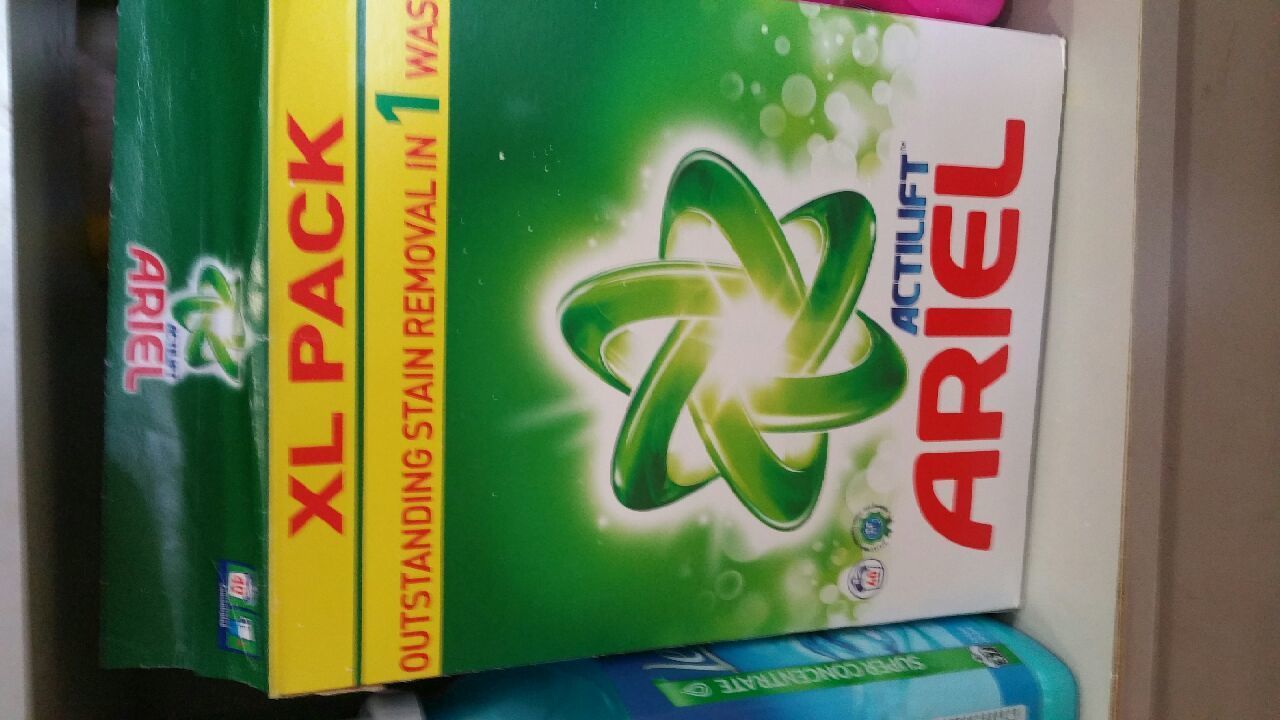 ARIEL
XL PACK
OUTSTANDING STAIN REMOVAL IN 1 WAS
ACTILIFT
ARIEL
SUPER CONCENTRATE